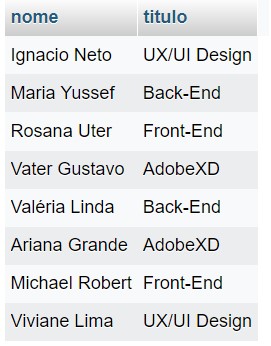 nome titulo
Ignacio Neto UX/UI Design
Maria Yussef Back-End
Rosana Uter Front-End
Vater Gustavo AdobeXD
Valéria Linda Back-End
Ariana Grande AdobeXD
Michael Robert Front-End
Viviane Lima UX/UI Design